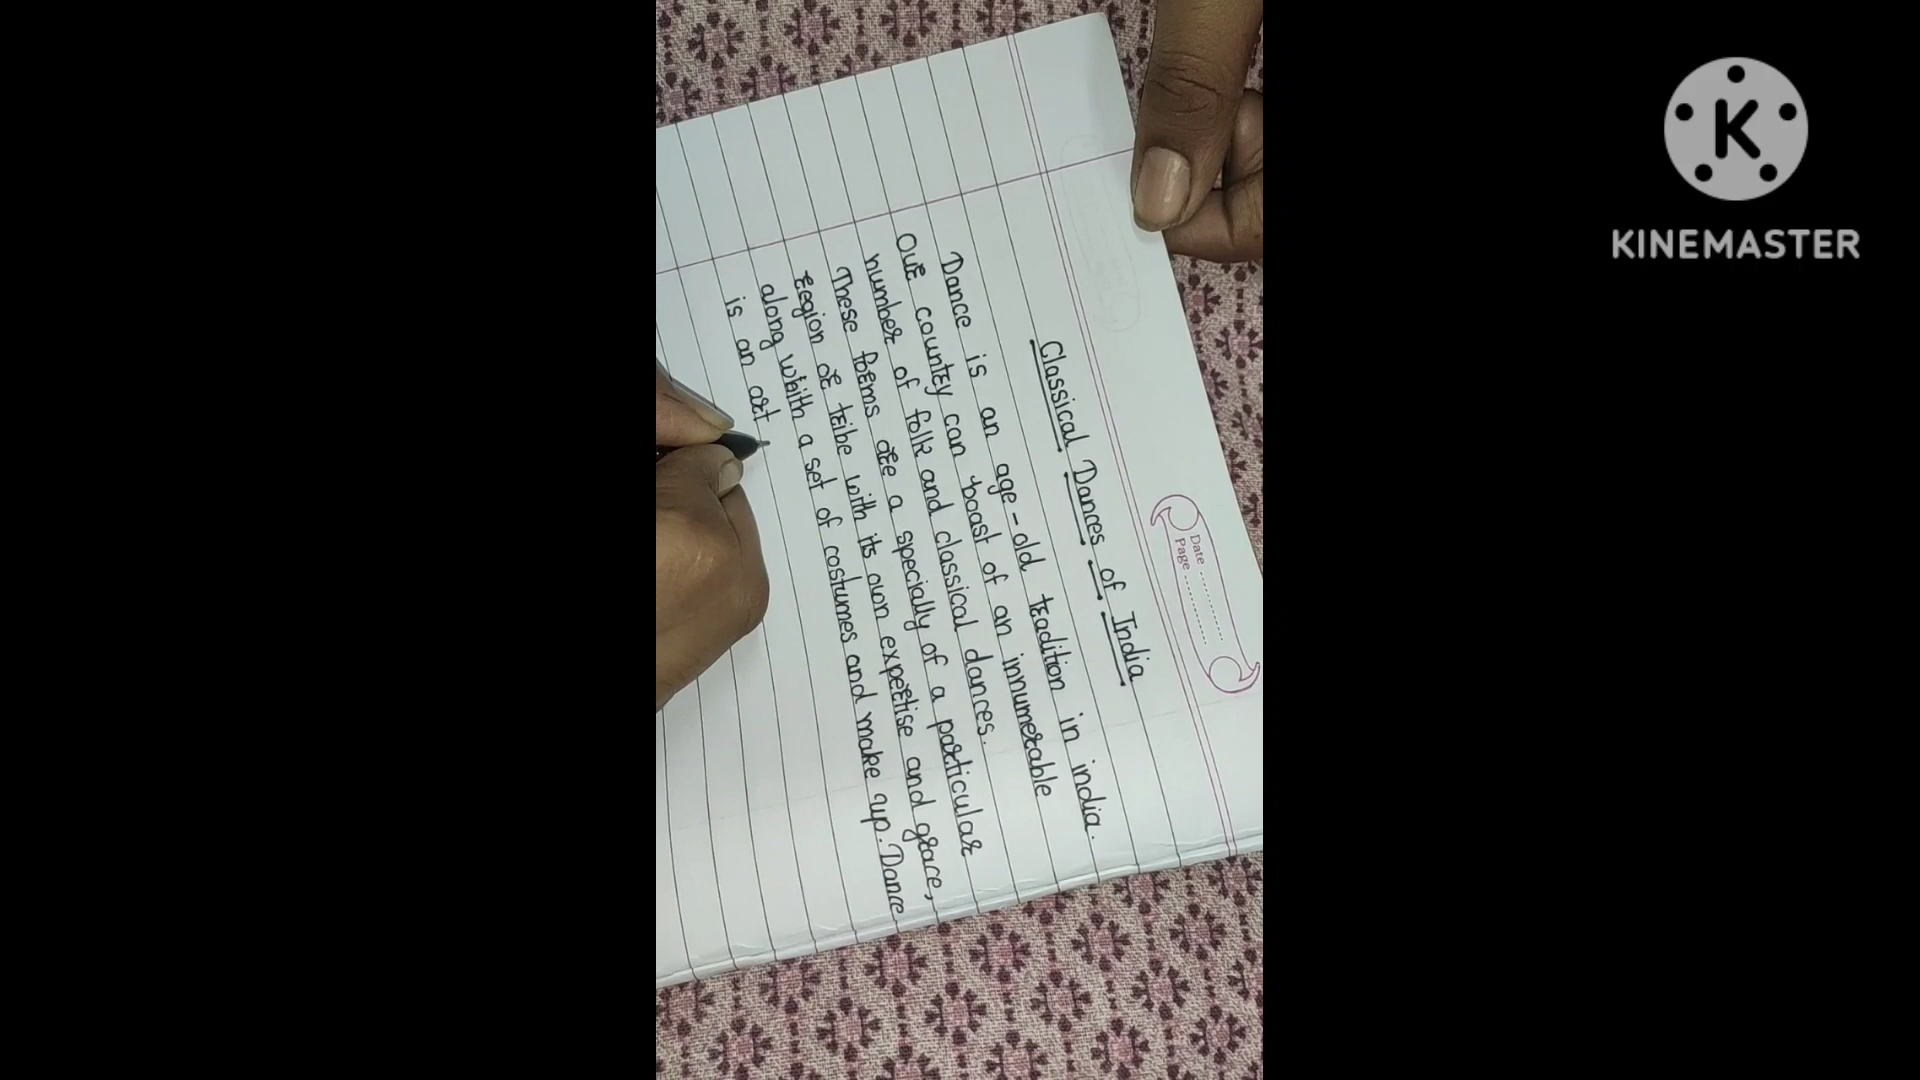 Date
Page
Classical Dances of India
Dance is an age-old tradition in india.
Our country can boast of an innumerable
number of folk and classical dances.
These forms are a specially of a particular
region or tribe with its own expertise and grace,
along whith a set of costumes and make up. Dance
is an art
K
KINEMASTER